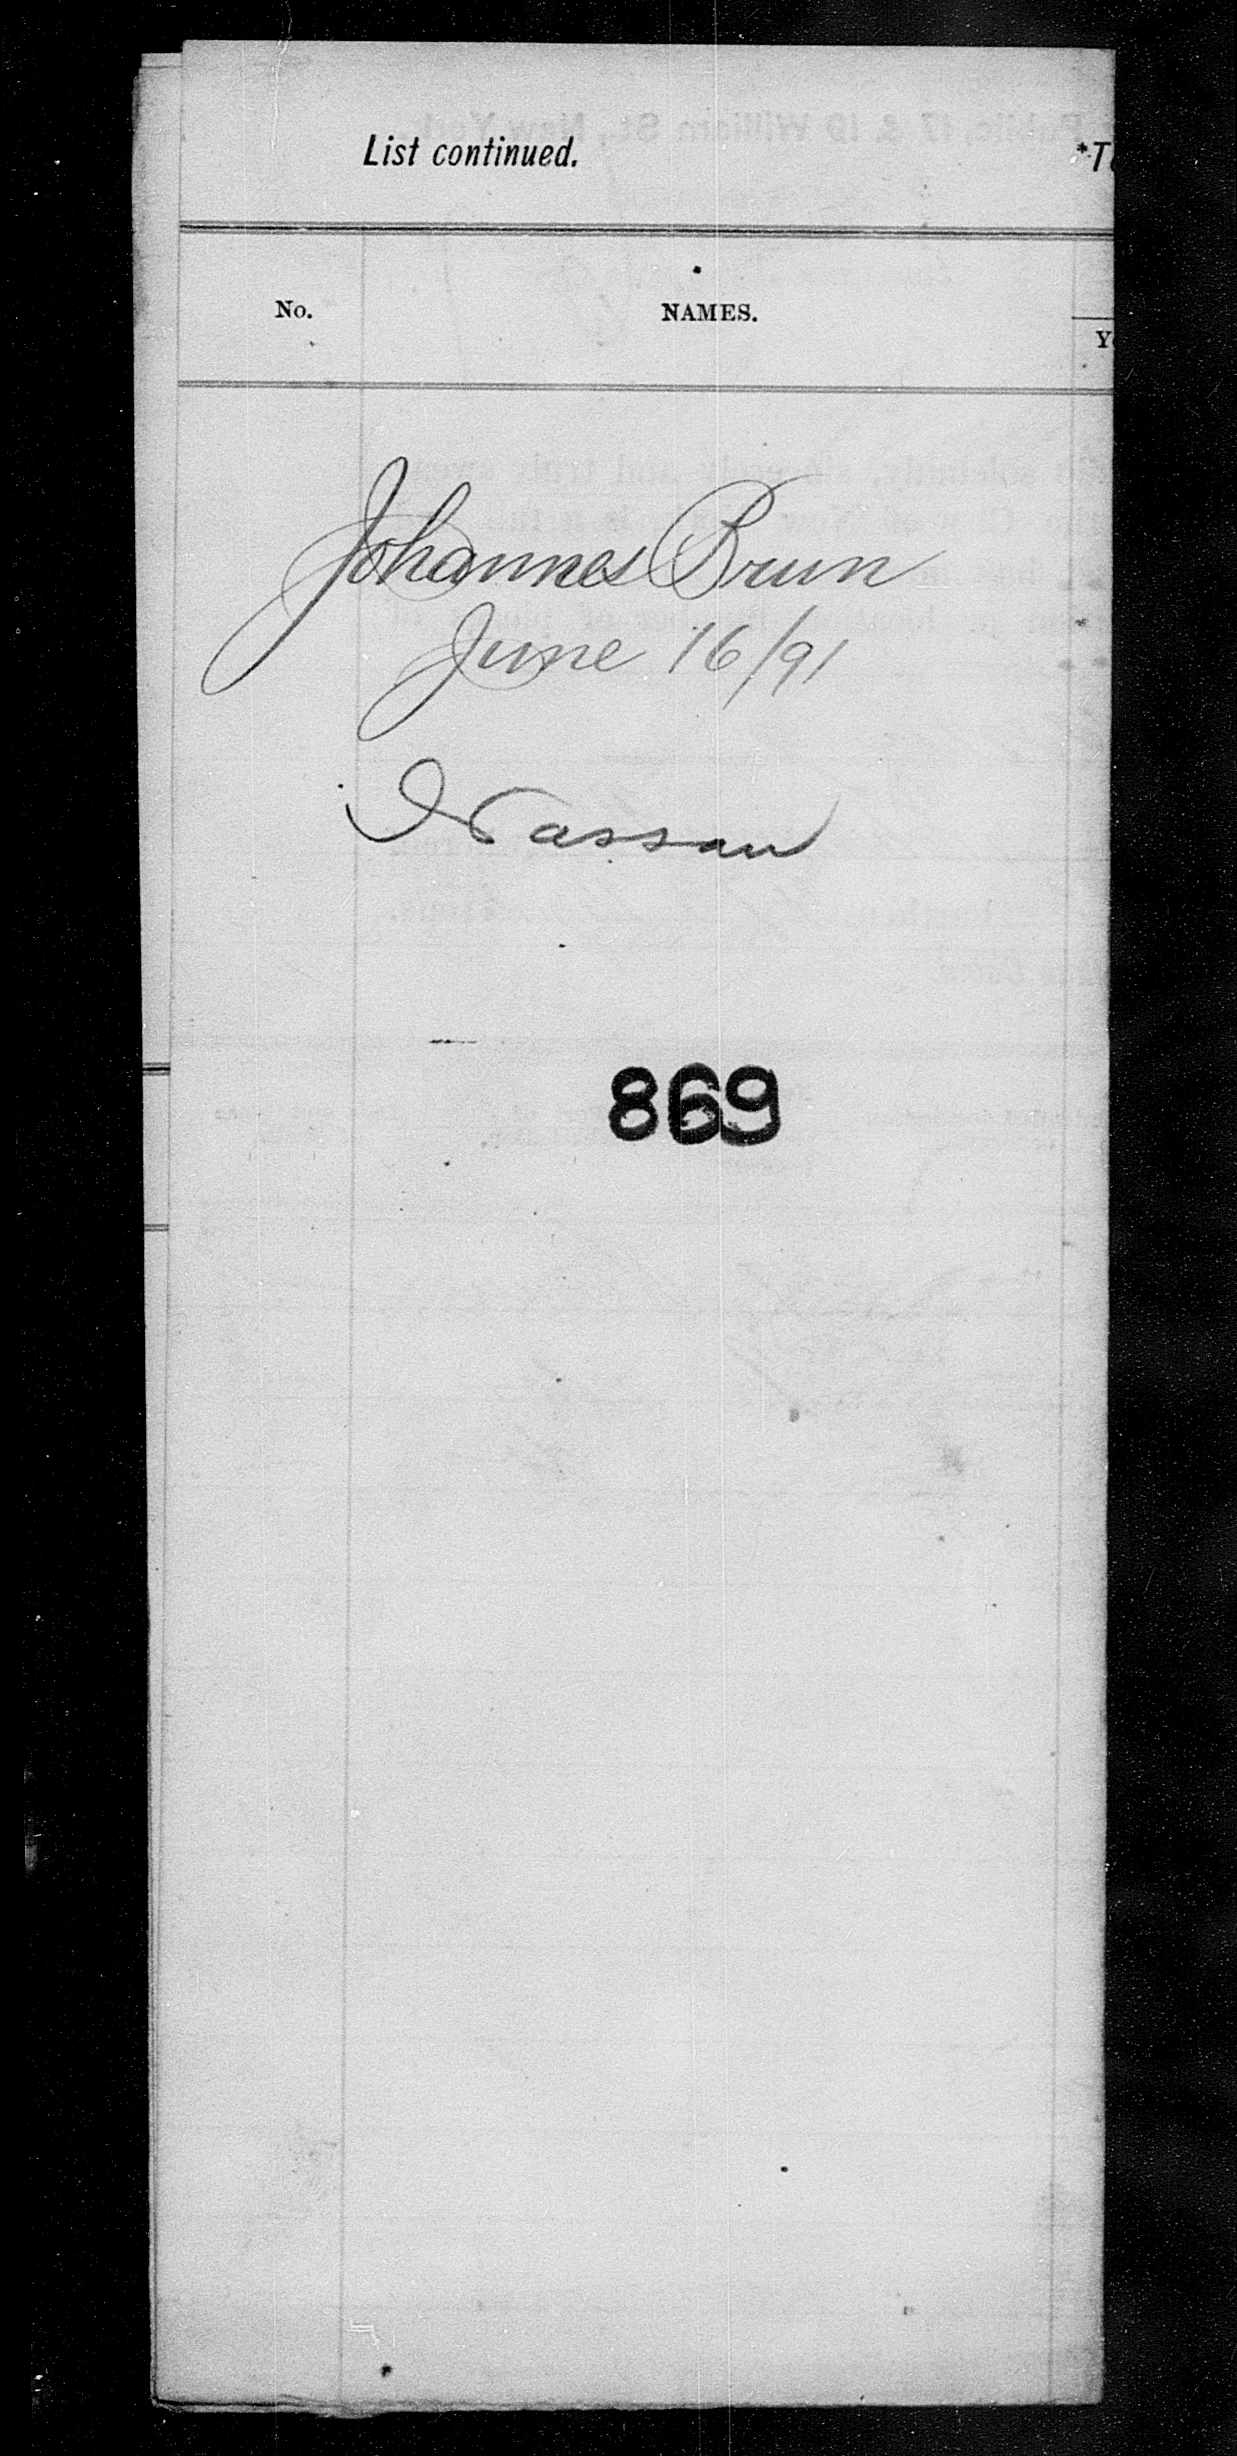 List continued.
No.
NAMES.
Johannes Brun
June 16/91
Nassau
869